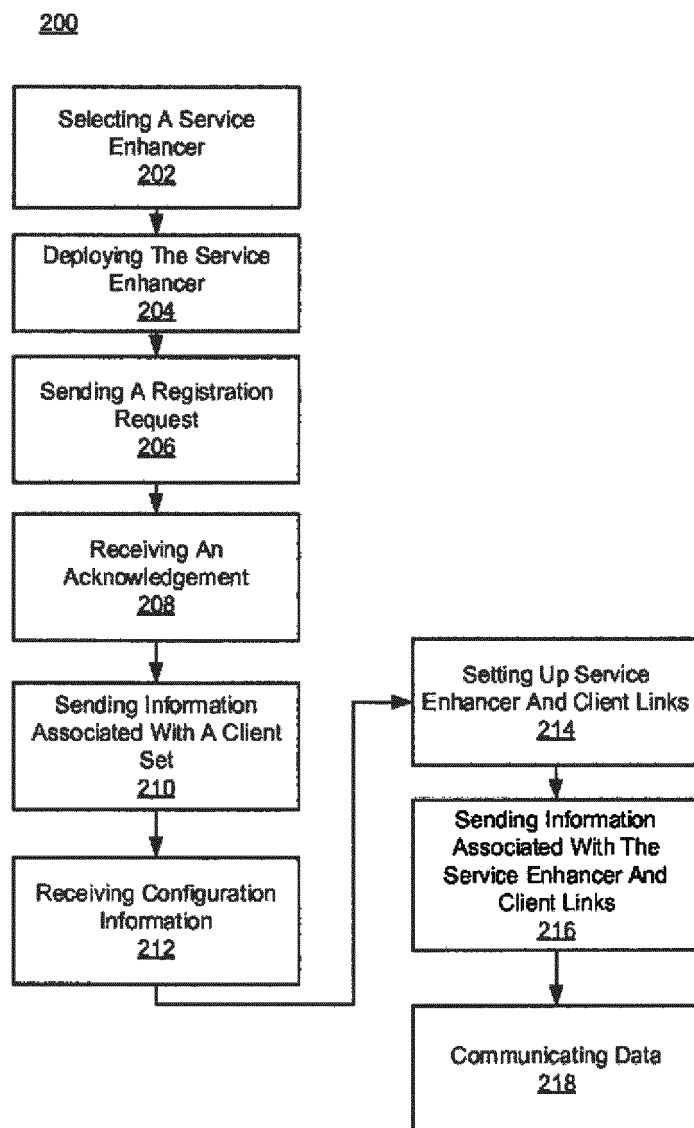 200
Selecting A Service
Enhancer
202
Deploying The Service
Enhancer
204
Sending A Registration
Request
206
Receiving An
Acknowledgement
208
Sending Information
Associated With A Client
Set
210
Receiving Configuration
Information
212
Setting Up Service
Enhancer And Client Links
214
Sending Information
Associated With The
Service Enhancer And
Client Links
216
Communicating Data
218